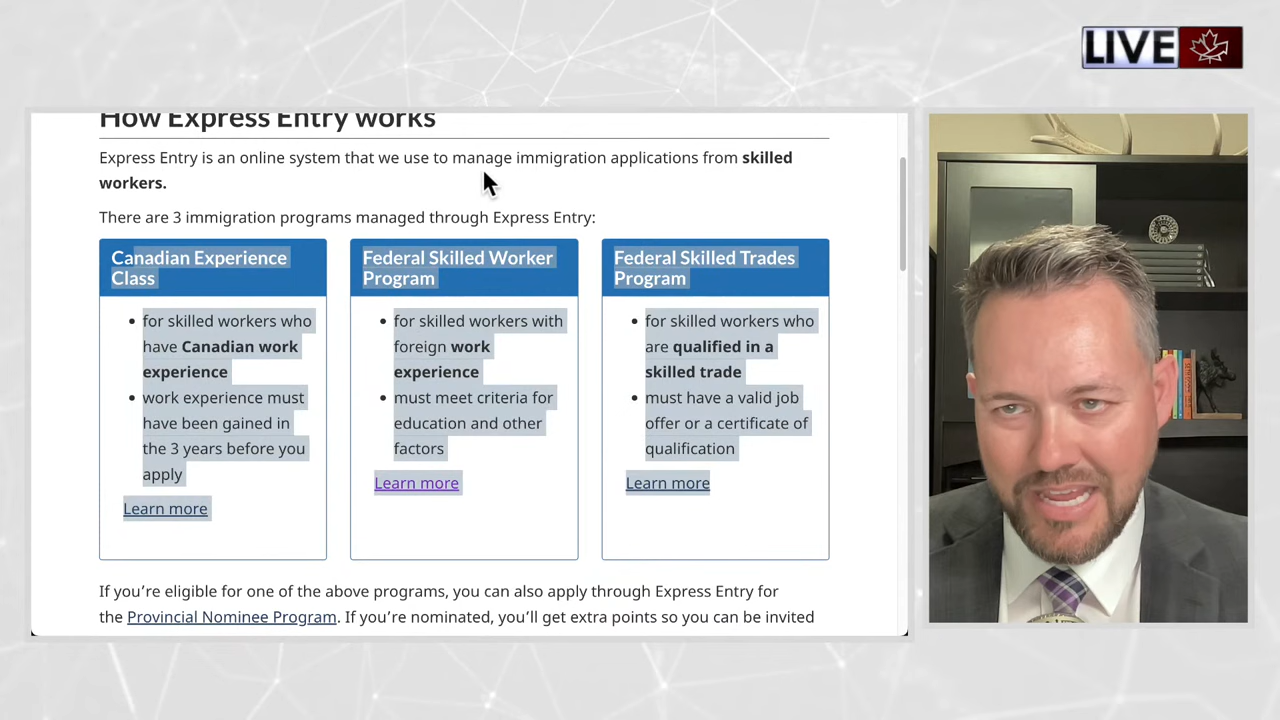 LIVE
How Express Entry works
Express Entry is an online system that we use to manage immigration applications from skilled
workers.
There are 3 immigration programs managed through Express Entry:
Canadian Experience
Class
for skilled workers who
have Canadian work
experience
work experience must
have been gained in
the 3 years before you
apply
Learn more
Federal Skilled Worker
Program
for skilled workers with
foreign work
experience
must meet criteria for
education and other
factors
Learn more
Federal Skilled Trades
Program
for skilled workers who
are qualified in a
skilled trade
must have a valid job
offer or a certificate of
qualification
Learn more
If you’re eligible for one of the above programs, you can also apply through Express Entry for
the Provincial Nominee Program. If you’re nominated, you’ll get extra points so you can be invited